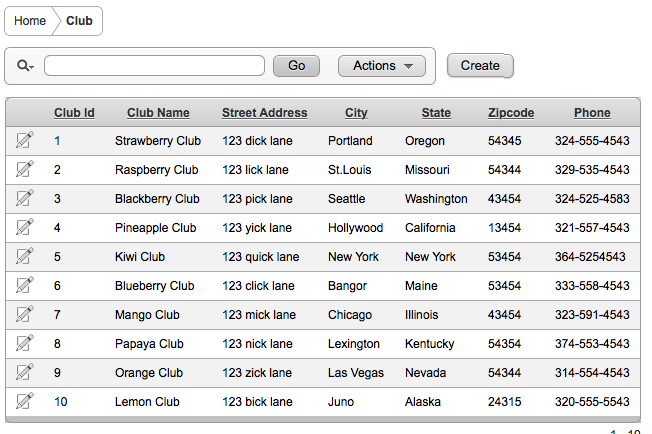 Home Club
Go Actions Create
Club Id Club Name Street Address City State Zipcode Phone
1 Strawberry Club 123 dick lane Portland Oregon 54345 324-555-4543
2 Raspberry Club 123 lick lane St.Louis Missouri 54344 329-535-4543
3 Blackberry Club 123 pick lane Seattle Washington 43454 324-525-4583
4 Pineapple Club 123 yick lane Hollywood California 13454 321-557-4543
5 Kiwi Club 123 quick lane New York New York 53454 364-5254543
6 Blueberry Club 123 click lane Bangor Maine 53454 333-558-4543
7 Mango Club 123 mick lane Chicago Illinois 43454 323-591-4543
8 Papaya Club 123 nick lane Lexington Kentucky 54354 374-553-4543
9 Orange Club 123 zick lane Las Vegas Nevada 54344 314-554-4543
10 Lemon Club 123 bick lane Juno Alaska 24315 320-555-5543
1 - 10